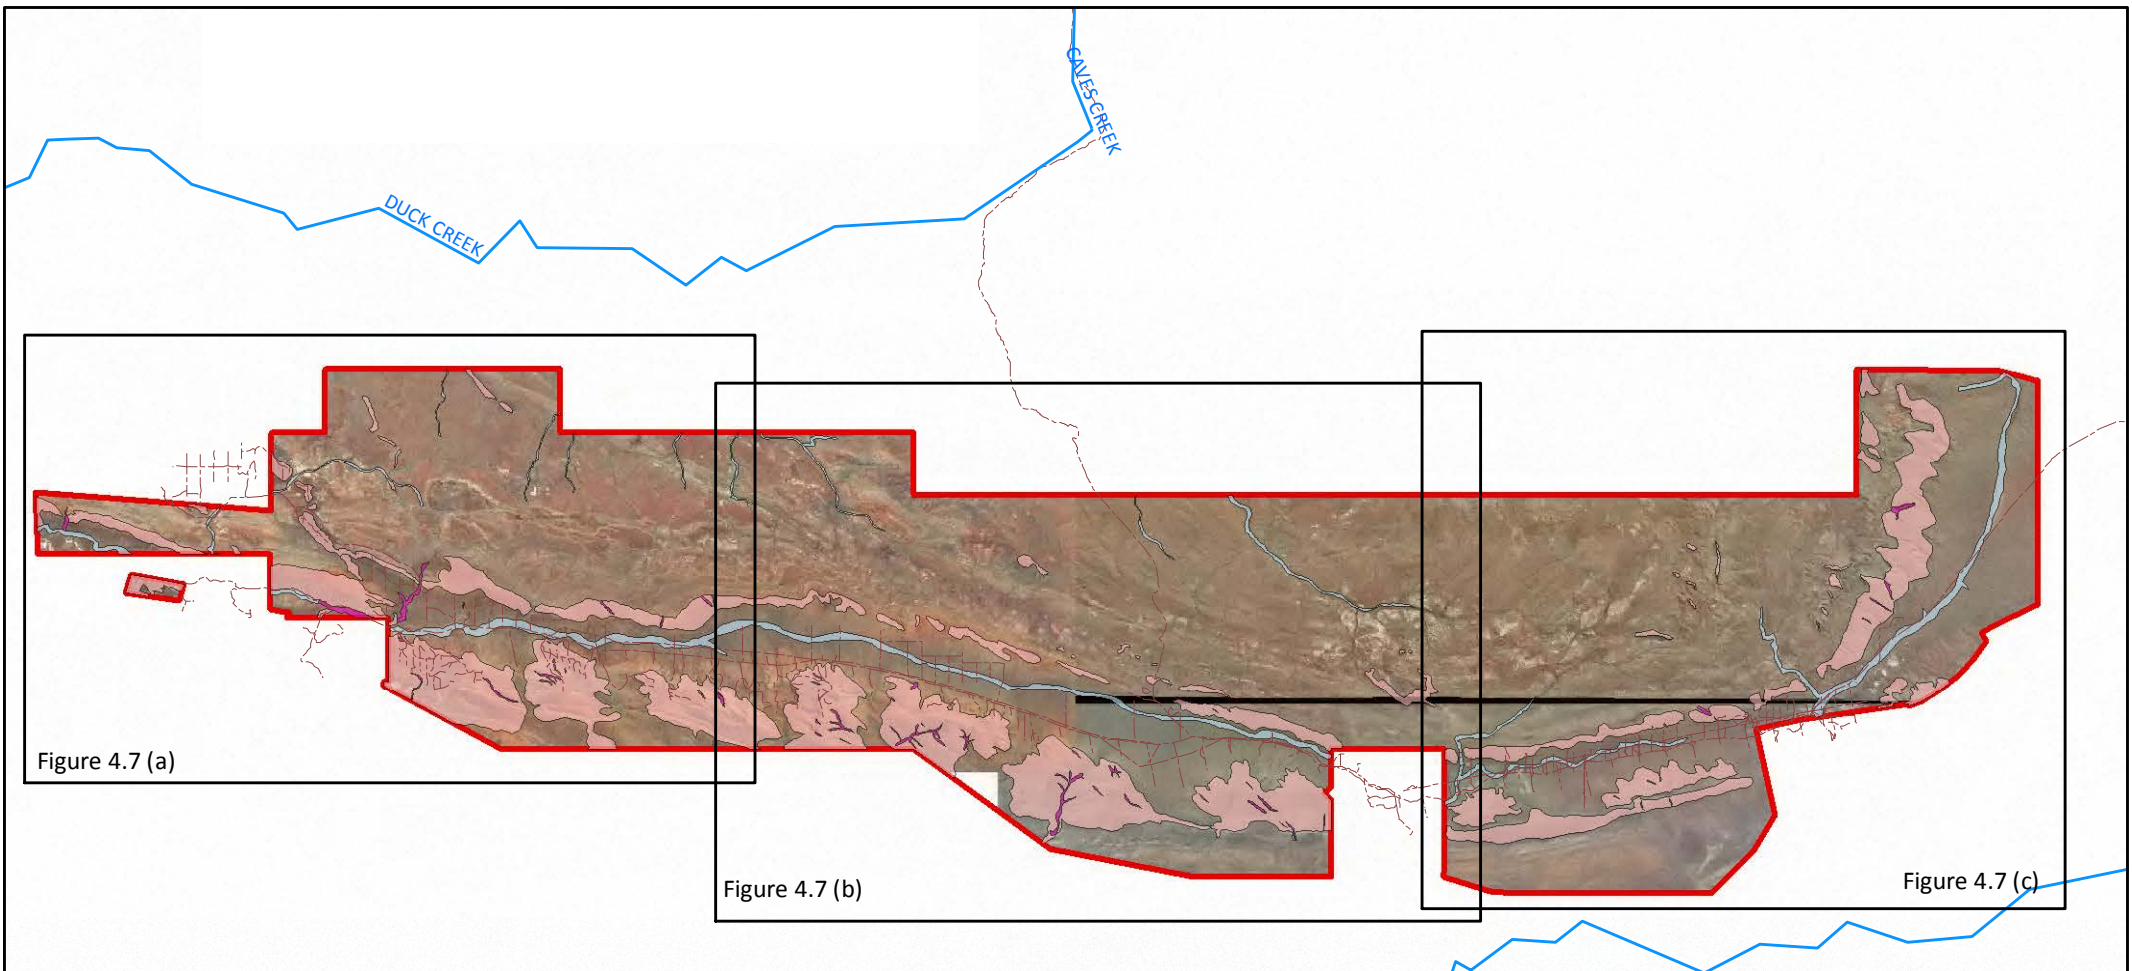 CAVES CREEK
DUCK CREEK
Figure 4.7 (a)
Figure 4.7 (b)
Figure 4.7 (c)